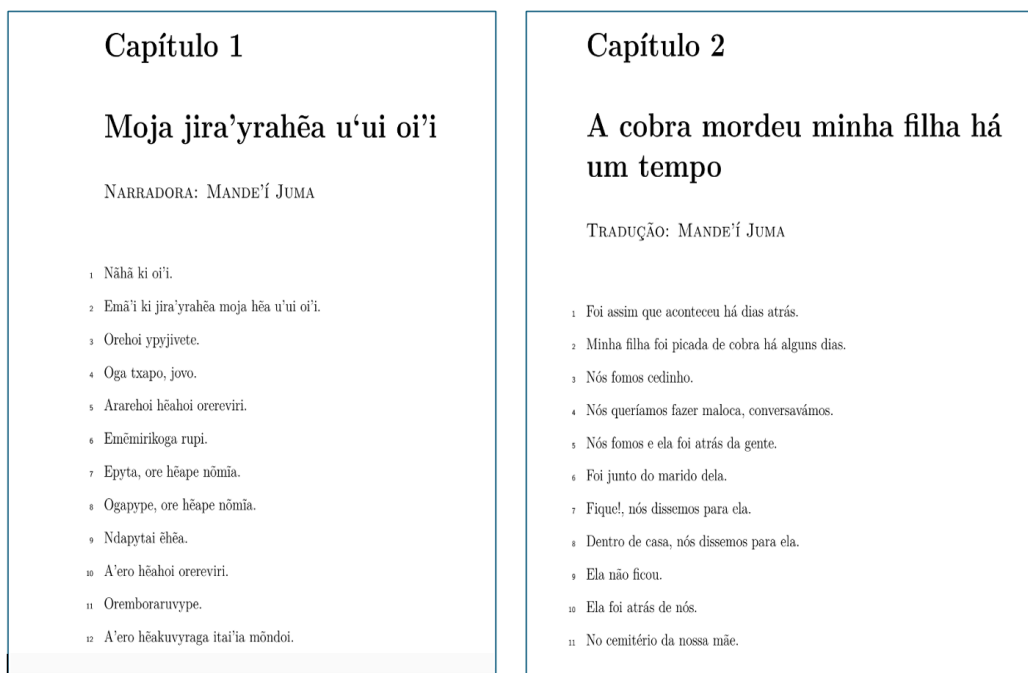 Capítulo 1
Moja jira’yrahẽa u‘ui oi’i
Narradora: Mande’í Juma
1 Nãhã ki oi’i.
2 Emã’i ki jira’yrahẽa moja hẽa u’ui oi’i.
3 Orehoi ypyjivete.
4 Oga txapo, jovo.
5 Ararehoi hẽahoi orereviri.
6 Emẽmirikoga rupi.
7 Epyta, ore hẽape nõmĩa.
8 Ogapype, ore hẽape nõmĩa.
9 Ndapytai ẽhẽa.
10 A’ero hẽahoi orereviri.
11 Oremboraruvype.
12 A’ero hẽakuvyraga itai’ia mõndoi.
Capítulo 2
A cobra mordeu minha filha há
um tempo
Tradução: Mande’í Juma
1 Foi assim que aconteceu há dias atrás.
2 Minha filha foi picada de cobra há alguns dias.
3 Nós fomos cedinho.
4 Nós queríamos fazer maloca, conversavámos.
5 Nós fomos e ela foi atrás da gente.
6 Foi junto do marido dela.
7 Fique!, nós dissemos para ela.
8 Dentro de casa, nós dissemos para ela.
9 Ela não ficou.
10 Ela foi atrás de nós.
11 No cemitério da nossa mãe.